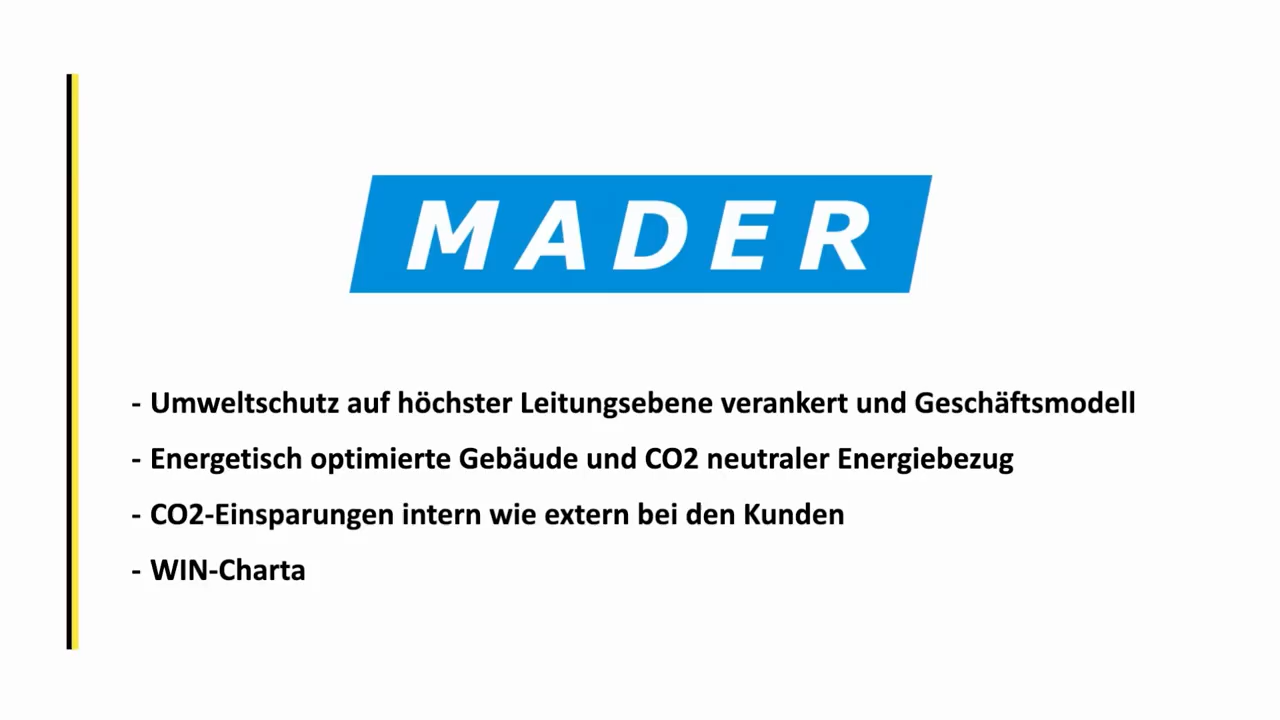 MADER
- Umweltschutz auf höchster Leitungsebene verankert und Geschäftsmodell
- Energetisch optimierte Gebäude und CO2 neutraler Energiebezug
- CO2-Einsparungen intern wie extern bei den Kunden
- WIN-Charta